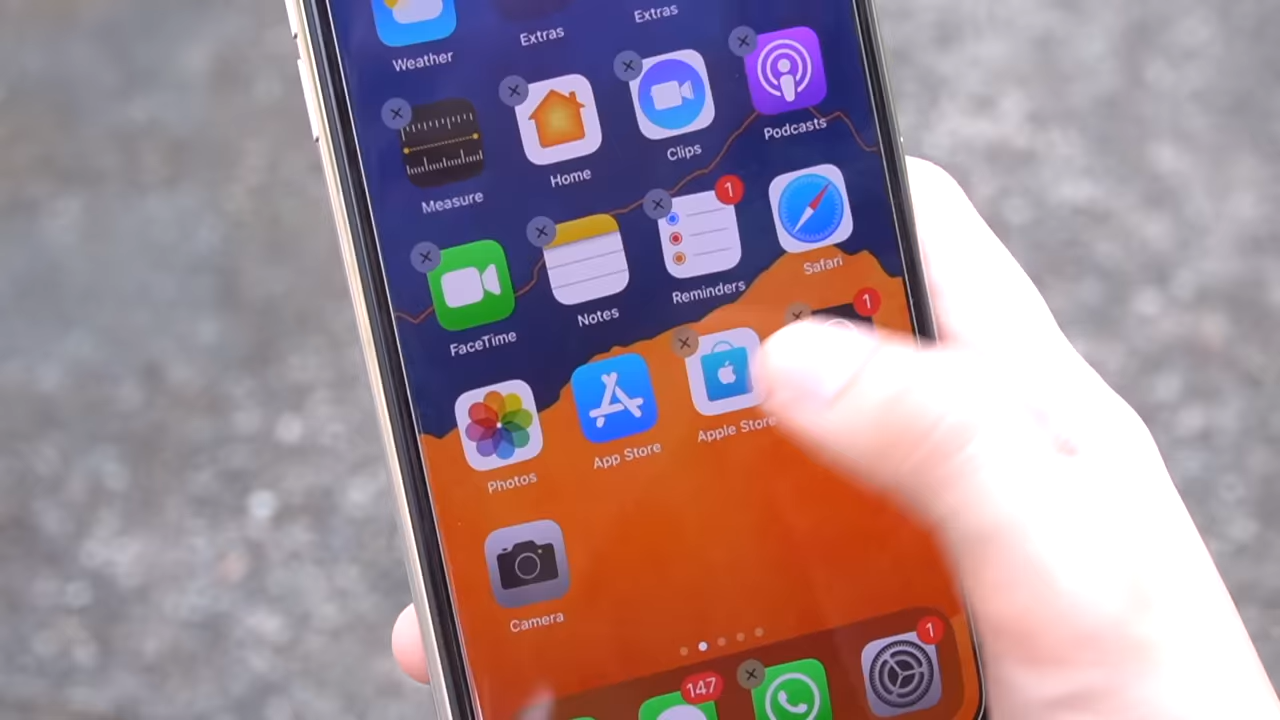 Weather
Extras
Extras
Measure
Home
Clips
Podcasts
FaceTime
Notes
1
Reminders
Safari
Photos
App Store
Apple Store
1
Camera
147
1